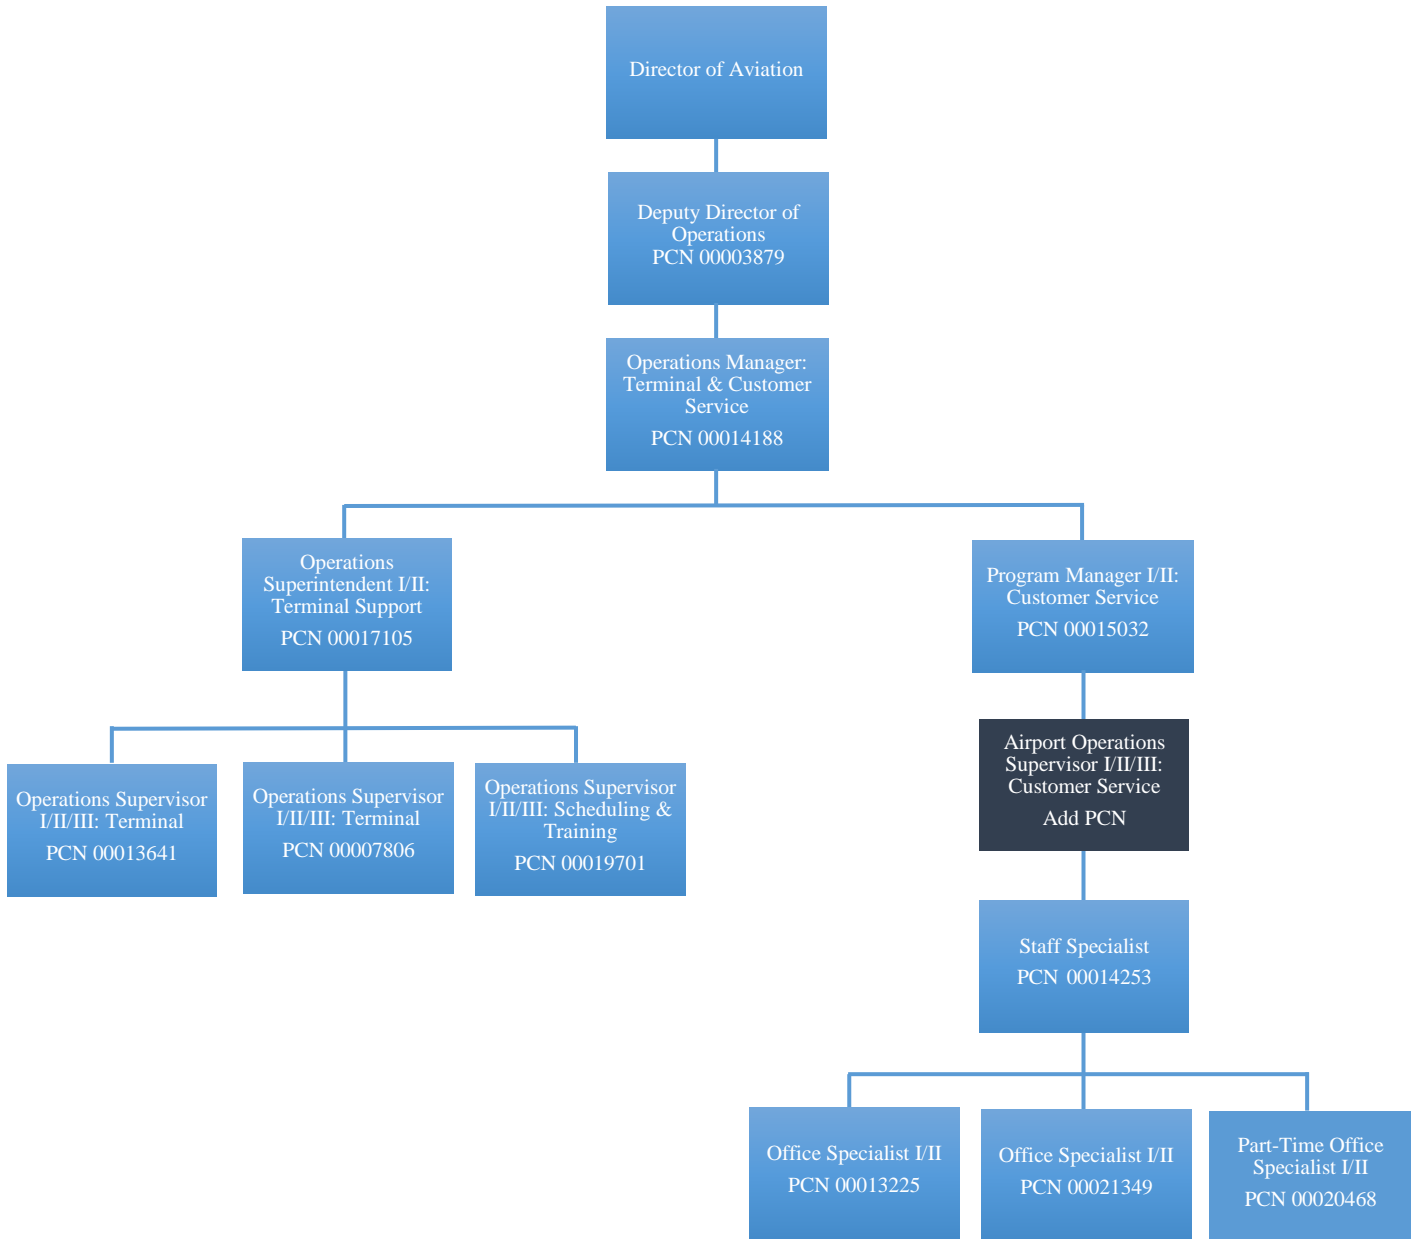 Director of Aviation
Deputy Director of
Operations
PCN 00003879
Operations Manager:
Terminal & Customer
Service
PCN 00014188
Operations
Superintendent I/II:
Terminal Support
PCN 00017105
Program Manager I/II:
Customer Service
PCN 00015032
Airport Operations
Supervisor I/II/III:
Customer Service
Add PCN
Operations Supervisor
I/II/III: Terminal
PCN 00013641
Operations Supervisor
I/II/III: Terminal
PCN 00007806
Operations Supervisor
I/II/III: Scheduling &
Training
PCN 00019701
Staff Specialist
PCN 00014253
Office Specialist I/II
PCN 00013225
Office Specialist I/II
PCN 00021349
Part-Time Office
Specialist I/II
PCN 00020468